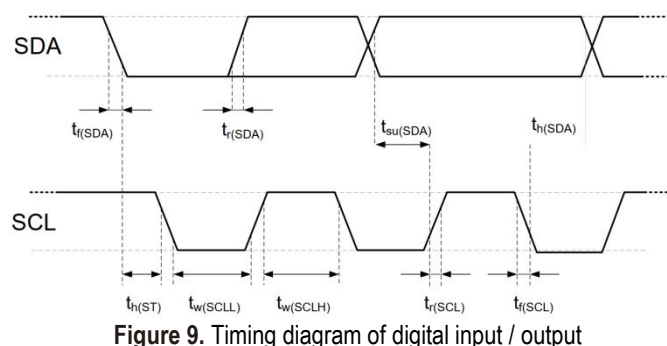 SDA
tf(SDA)
tr(SDA)
tsu(SDA)
th(SDA)
SCL
th(ST)
tw(SCLL)
tw(SCLH)
tr(SCL)
tf(SCL)
Figure 9. Timing diagram of digital input / output